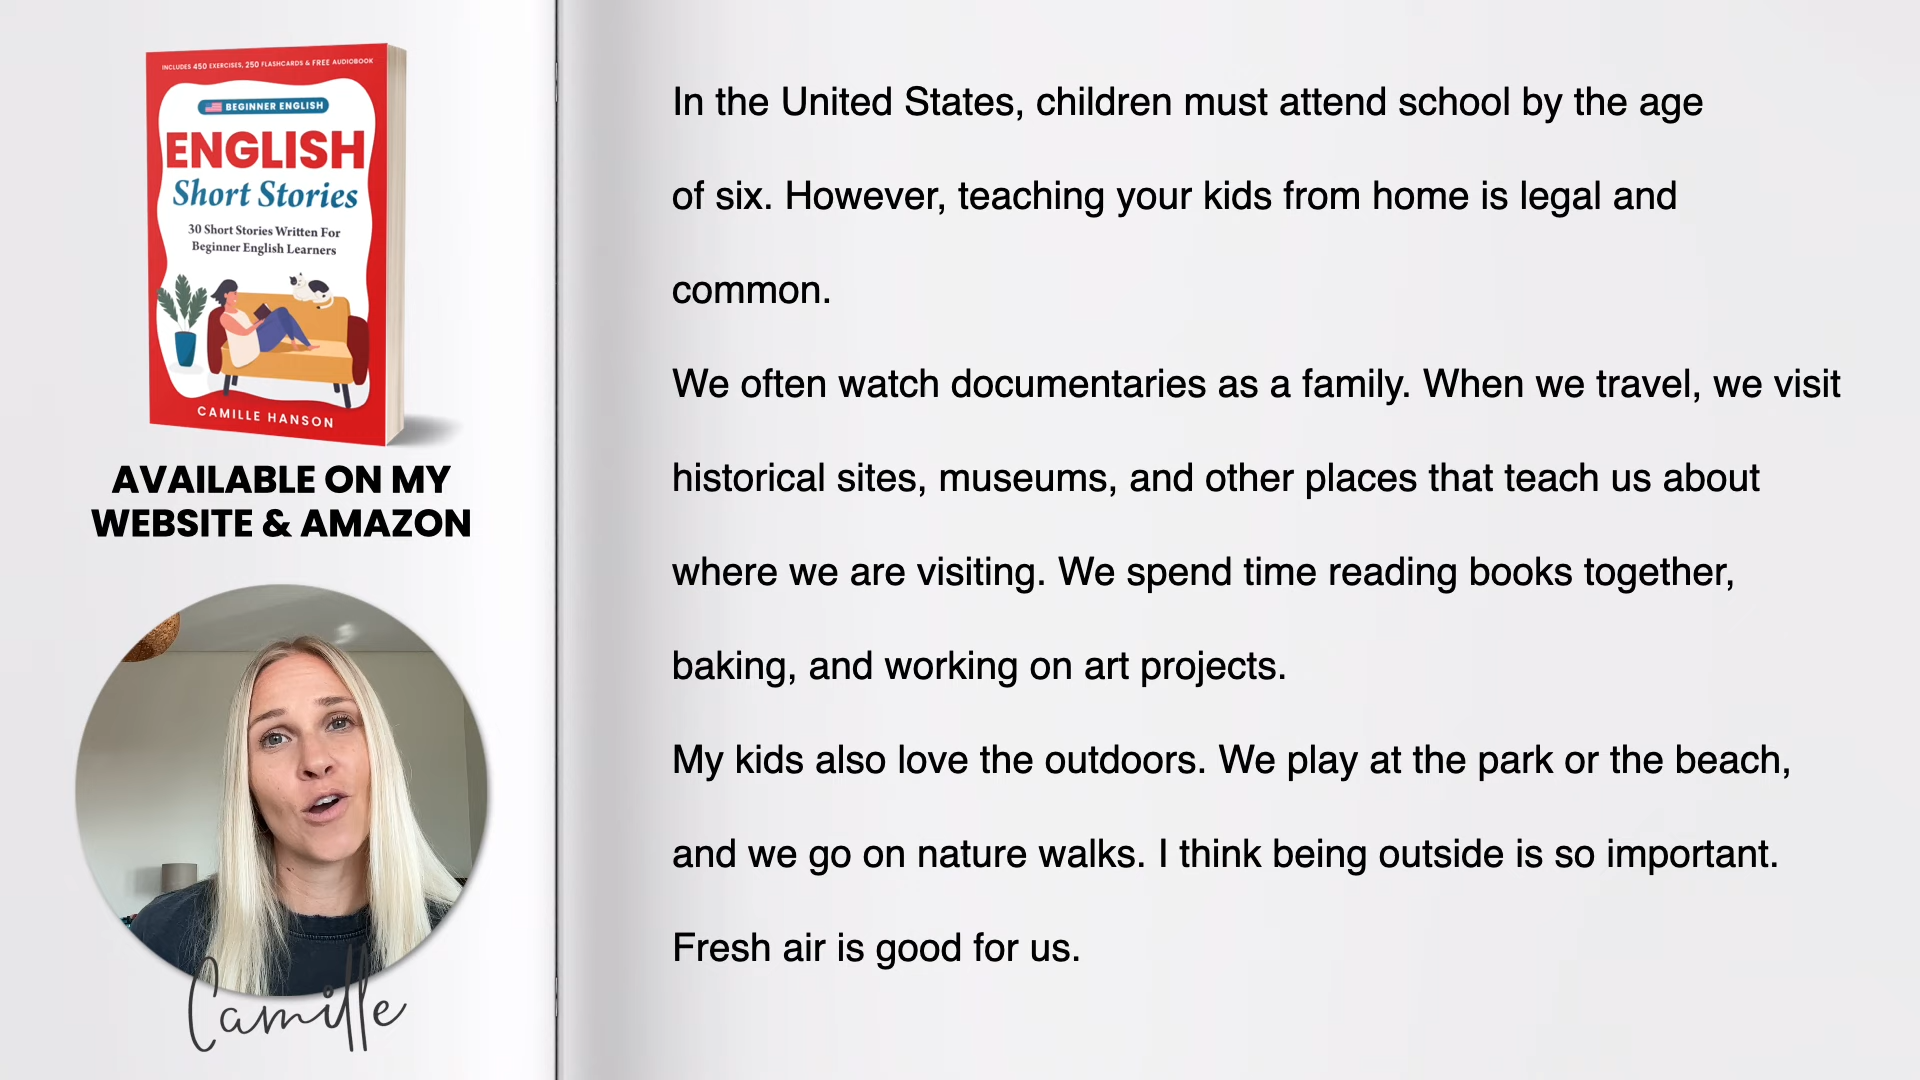 INCLUDES 450 EXERCISES, 250 FLASHCARDS & FREE AUDIOBOOK
BEGINNER ENGLISH
ENGLISH
Short Stories
30 Short Stories Written For
Beginner English Learners
CAMILLE HANSON
AVAILABLE ON MY
WEBSITE & AMAZON
Camille
In the United States, children must attend school by the age
of six. However, teaching your kids from home is legal and
common.
We often watch documentaries as a family. When we travel, we visit
historical sites, museums, and other places that teach us about
where we are visiting. We spend time reading books together,
baking, and working on art projects.
My kids also love the outdoors. We play at the park or the beach,
and we go on nature walks. I think being outside is so important.
Fresh air is good for us.